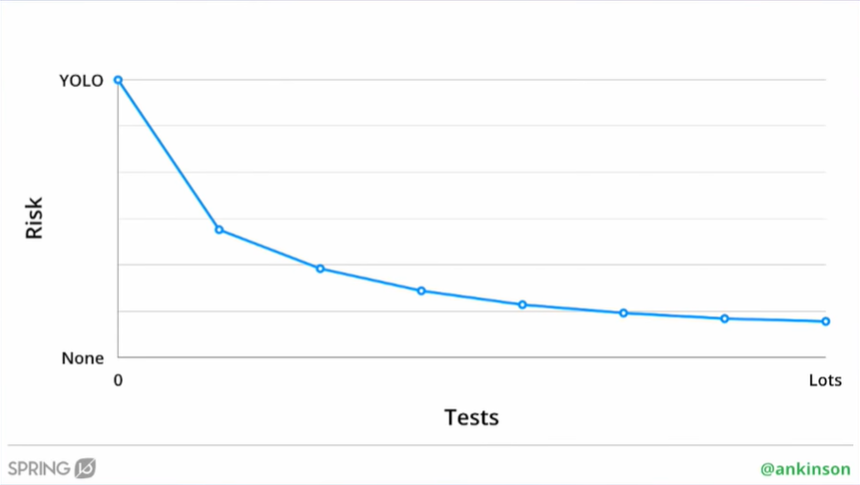 YOLO
Risk
None
0
Lots
Tests
SPRING
@ankinson